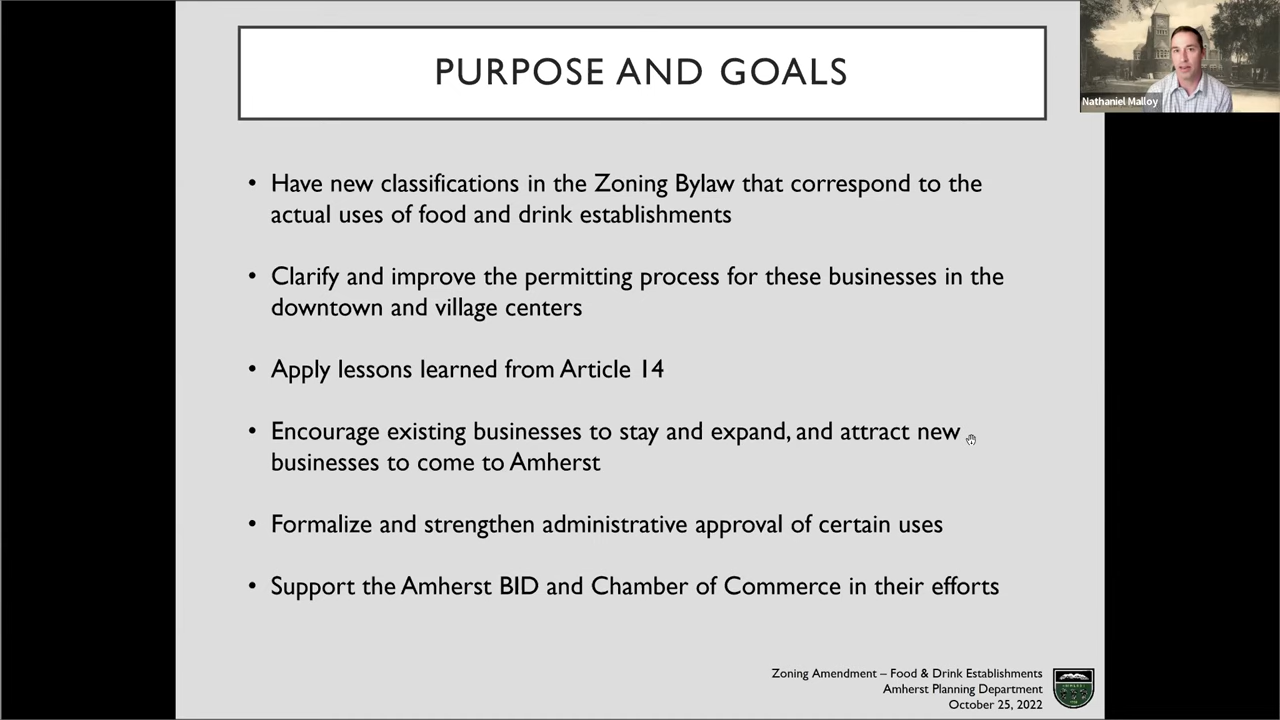 PURPOSE AND GOALS
Nathaniel Malloy
• Have new classifications in the Zoning Bylaw that correspond to the
actual uses of food and drink establishments
• Clarify and improve the permitting process for these businesses in the
downtown and village centers
• Apply lessons learned from Article 14
• Encourage existing businesses to stay and expand, and attract new
businesses to come to Amherst
• Formalize and strengthen administrative approval of certain uses
• Support the Amherst BID and Chamber of Commerce in their efforts
Zoning Amendment – Food & Drink Establishments
Amherst Planning Department
October 25, 2022